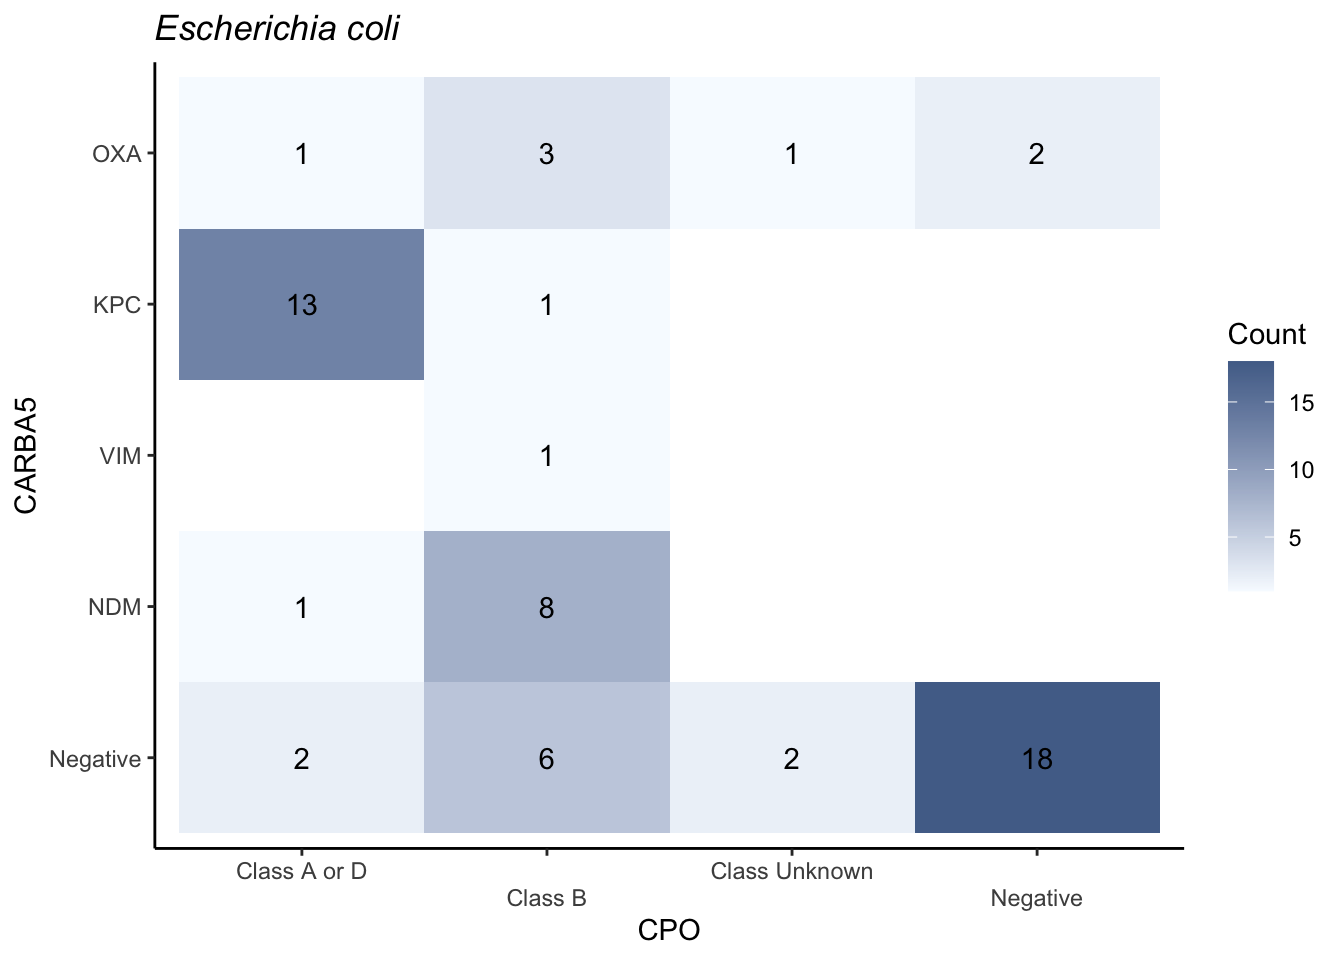 Escherichia coli
OXA
1
3
1
2
KPC
13
1
VIM
1
NDM
1
8
Negative
2
6
2
18
Class A or D
Class Unknown
Class B
Negative
CPO
CARBA5
Count
15
10
5